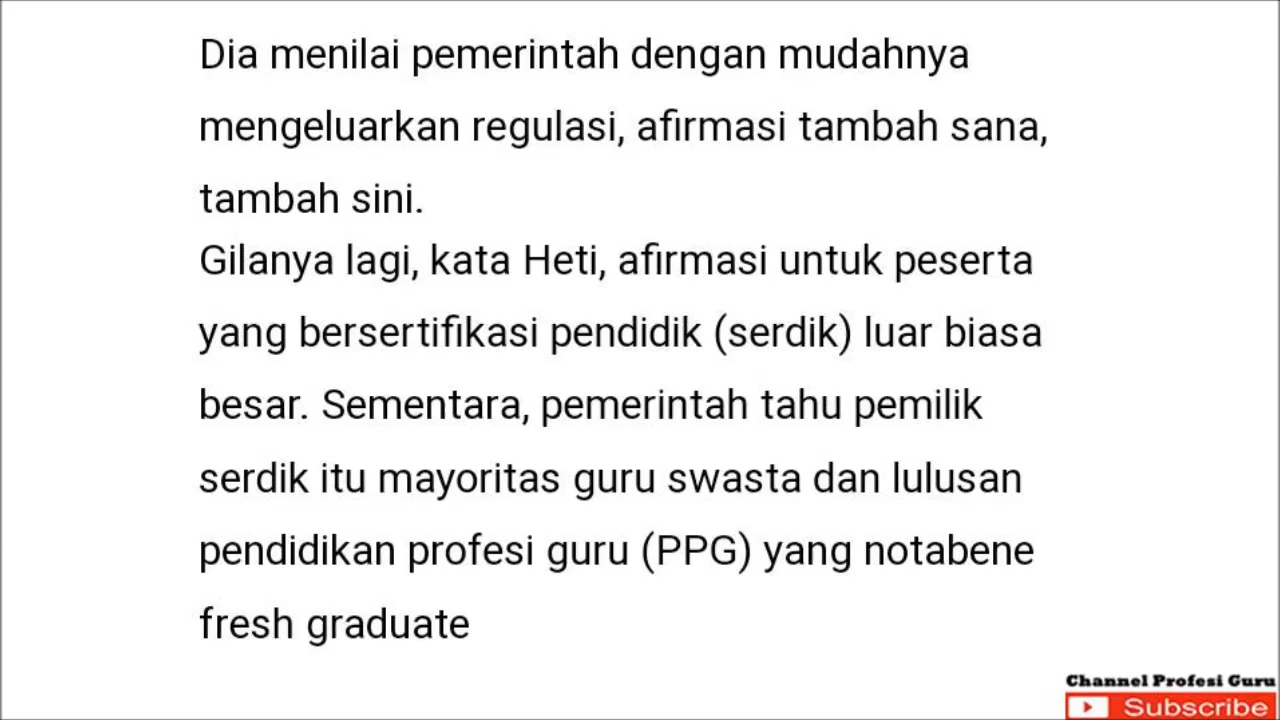 Dia menilai pemerintah dengan mudahnya
mengeluarkan regulasi, afirmasi tambah sana,
tambah sini.
Gilanya lagi, kata Heti, afirmasi untuk peserta
yang bersertifikasi pendidik (serdik) luar biasa
besar. Sementara, pemerintah tahu pemilik
serdik itu mayoritas guru swasta dan lulusan
pendidikan profesi guru (PPG) yang notabene
fresh graduate
Channel Profesi Guru
Subscribe